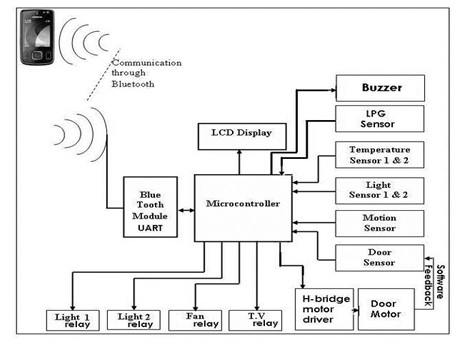 Communication
through
Bluetooth
Buzzer
LPG
Sensor
LCD Display
Temperature
Sensor 1 & 2
Blue
Tooth
Module
UART
Microcontroller
Light
Sensor 1 & 2
Motion
Sensor
Door
Sensor
Software
Feedback
Light 1
relay
Light 2
relay
Fan
relay
T.V
relay
H-bridge
motor
driver
Door
Motor